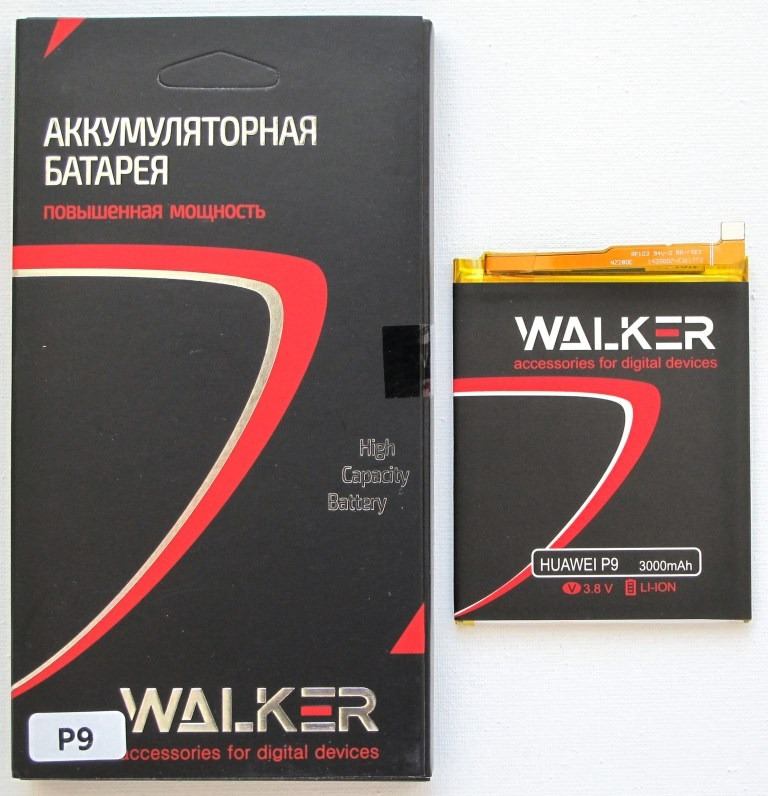 АККУМУЛЯТОРНАЯ
БАТАРЕЯ
повышенная мощность
High
Capacity
Battery
WALKER
P9
accessories for digital devices
WALKER
accessories for digital devices
HUAWEI P9 3000mAh
V 3.8 V LI-ION